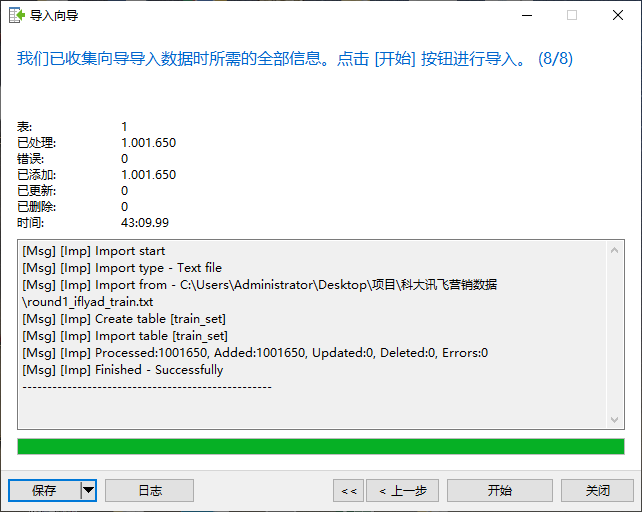 导入向导
我们已收集向导导入数据时所需的全部信息。点击 [开始] 按钮进行导入。 (8/8)
表: 1
已处理: 1.001.650
错误: 0
已添加: 1.001.650
已更新: 0
已删除: 0
时间: 43:09.99
[Msg] [Imp] Import start
[Msg] [Imp] Import type - Text file
[Msg] [Imp] Import from - C:\Users\Administrator\Desktop\项目\科大讯飞营销数据
\round1_iflyad_train.txt
[Msg] [Imp] Create table [train_set]
[Msg] [Imp] Import table [train_set]
[Msg] [Imp] Processed:1001650, Added:1001650, Updated:0, Deleted:0, Errors:0
[Msg] [Imp] Finished - Successfully
--------------------------------------------------
保存 日志 << < 上一步 开始 关闭